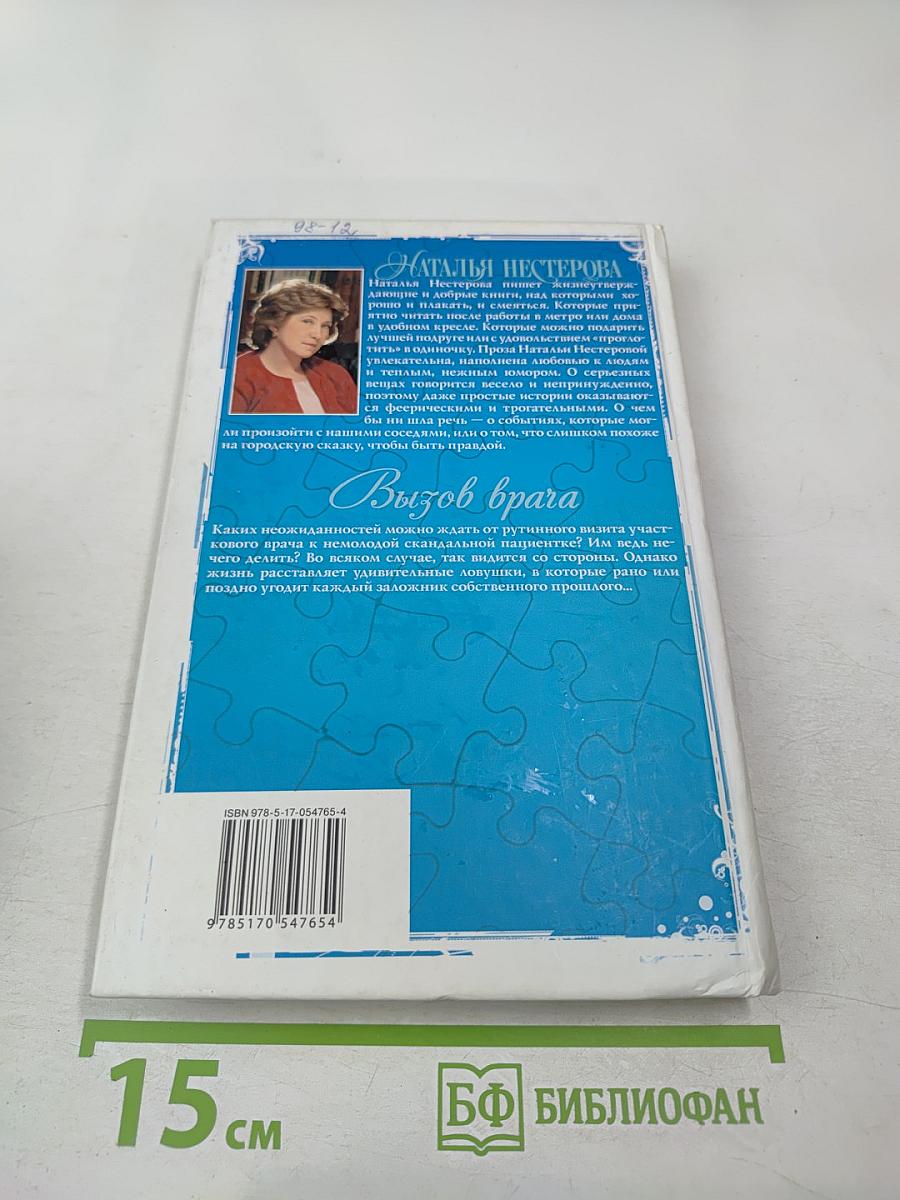 98-12
НАТАЛЬЯ НЕСТЕРОВА
Наталья Нестерова пишет жизнеутверж-
дающие и добрые книги, над которыми хо-
рошо и плакать, и смеяться. Которые при-
ятно читать после работы в метро или дома
в удобном кресле. Которые можно подарить
лучшей подруге или с удовольствием «прогло-
тить» в одиночку. Проза Натальи Нестеровой
увлекательна, наполнена любовью к людям
и теплым, нежным юмором. О серьезных
вещах говорится весело и непринужденно,
поэтому даже простые истории оказывают-
ся феерическими и трогательными. О чем
бы ни шла речь — о событиях, которые мог-
ли произойти с нашими соседями, или о том, что слишком похоже
на городскую сказку, чтобы быть правдой.
Вызов врача
Каких неожиданностей можно ждать от рутинного визита участ-
кового врача к немолодой скандальной пациентке? Им ведь не-
чего делить? Во всяком случае, так видится со стороны. Однако
жизнь расставляет удивительные ловушки, в которые рано или
поздно угодит каждый заложник собственного прошлого...
ISBN 978-5-17-054765-4
9 785170 547654
15 см
БФ БИБЛИОФАН